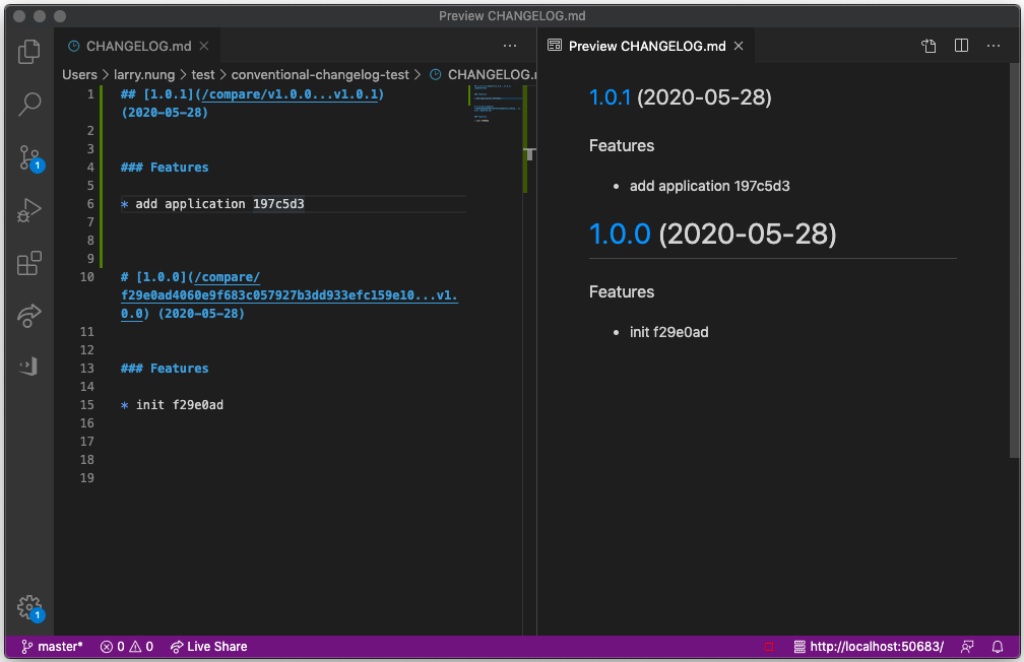 Preview CHANGELOG.md
CHANGELOG.md
Users > larry.nung > test > conventional-changelog-test > CHANGELOG.
1 ## [1.0.1](/compare/v1.0.0...v1.0.1)
(2020-05-28)
2
3
4 ### Features
5
6 * add application 197c5d3
7
8
9
10 # [1.0.0](/compare/
f29e0ad4060e9f683c057927b3dd933efc159e10...v1.
0.0) (2020-05-28)
11
12
13 ### Features
14
15 * init f29e0ad
16
17
18
19
Preview CHANGELOG.md
1.0.1 (2020-05-28)
Features
• add application 197c5d3
1.0.0 (2020-05-28)
Features
• init f29e0ad
1
1
master* 0 0 Live Share http://localhost:50683/